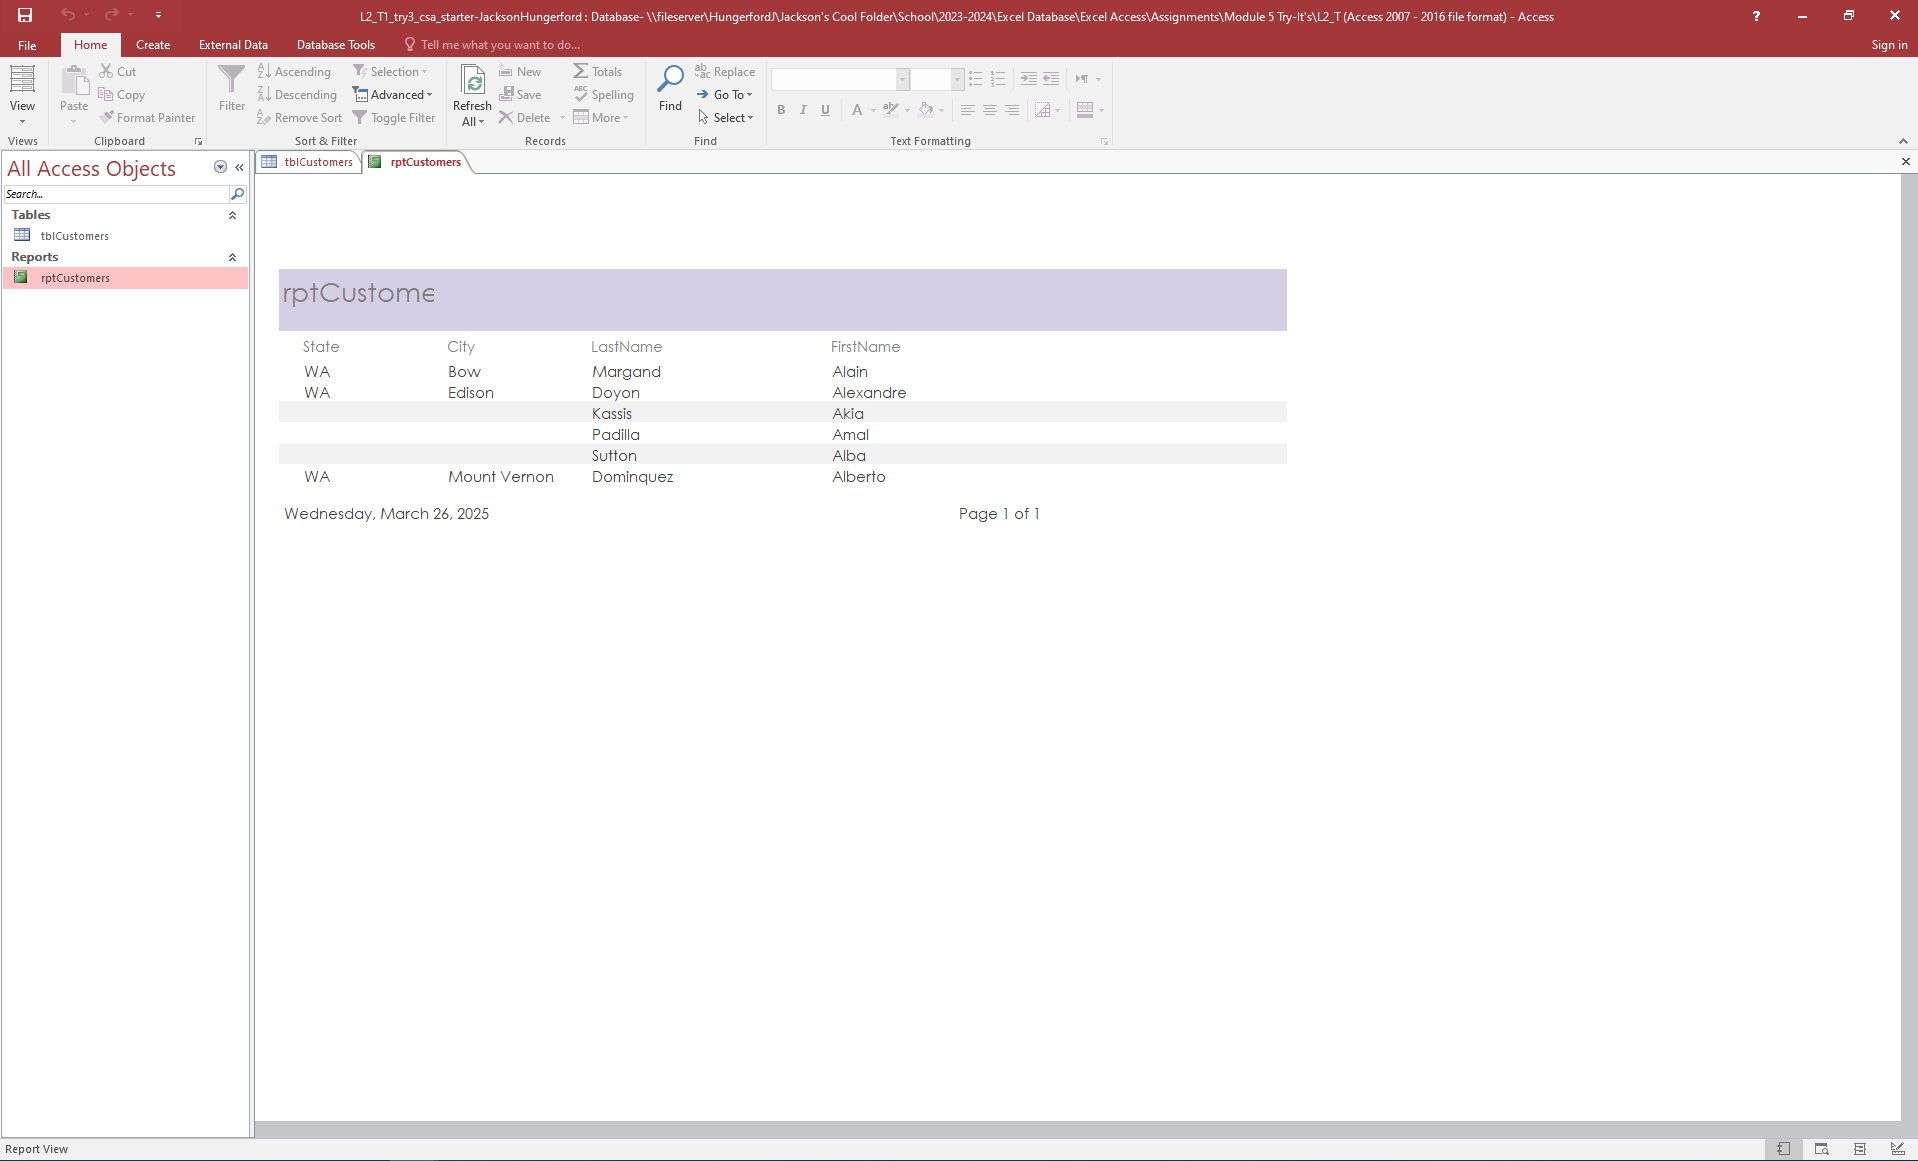 L2_T1_try3_csa_starter-JacksonHungerford : Database- \\fileserver\HungerfordJ\Jackson's Cool Folder\School\2023-2024\Excel Database\Excel Access\Assignments\Module 5 Try-It's\L2_T (Access 2007 - 2016 file format) - Access
?
File Home Create External Data Database Tools Tell me what you want to do... Sign in
View
Views
Paste
Cut
Copy
Format Painter
Clipboard
Filter
Ascending
Descending
Remove Sort
Selection
Advanced
Toggle Filter
Sort & Filter
Refresh
All
New
Save
Delete
Totals
Spelling
More
Records
Find
Replace
Go To
Select
Find
B I U A
Text Formatting
All Access Objects
Search...
Tables
tblCustomers
Reports
rptCustomers
tblCustomers rptCustomers
rptCustome
State City LastName FirstName
WA Bow Margand Alain
WA Edison Doyon Alexandre
Kassis Akia
Padilla Amal
Sutton Alba
WA Mount Vernon Dominquez Alberto
Wednesday, March 26, 2025 Page 1 of 1
Report View